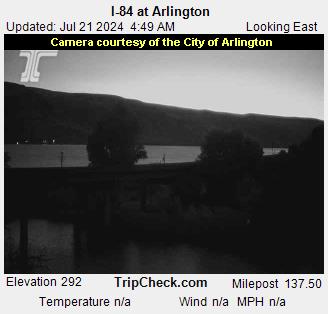 I-84 at Arlington
Updated: Jul 21 2024 4:49 AM Looking East
Camera courtesy of the City of Arlington
Elevation 292 TripCheck.com Milepost 137.50
Temperature n/a Wind n/a MPH n/a